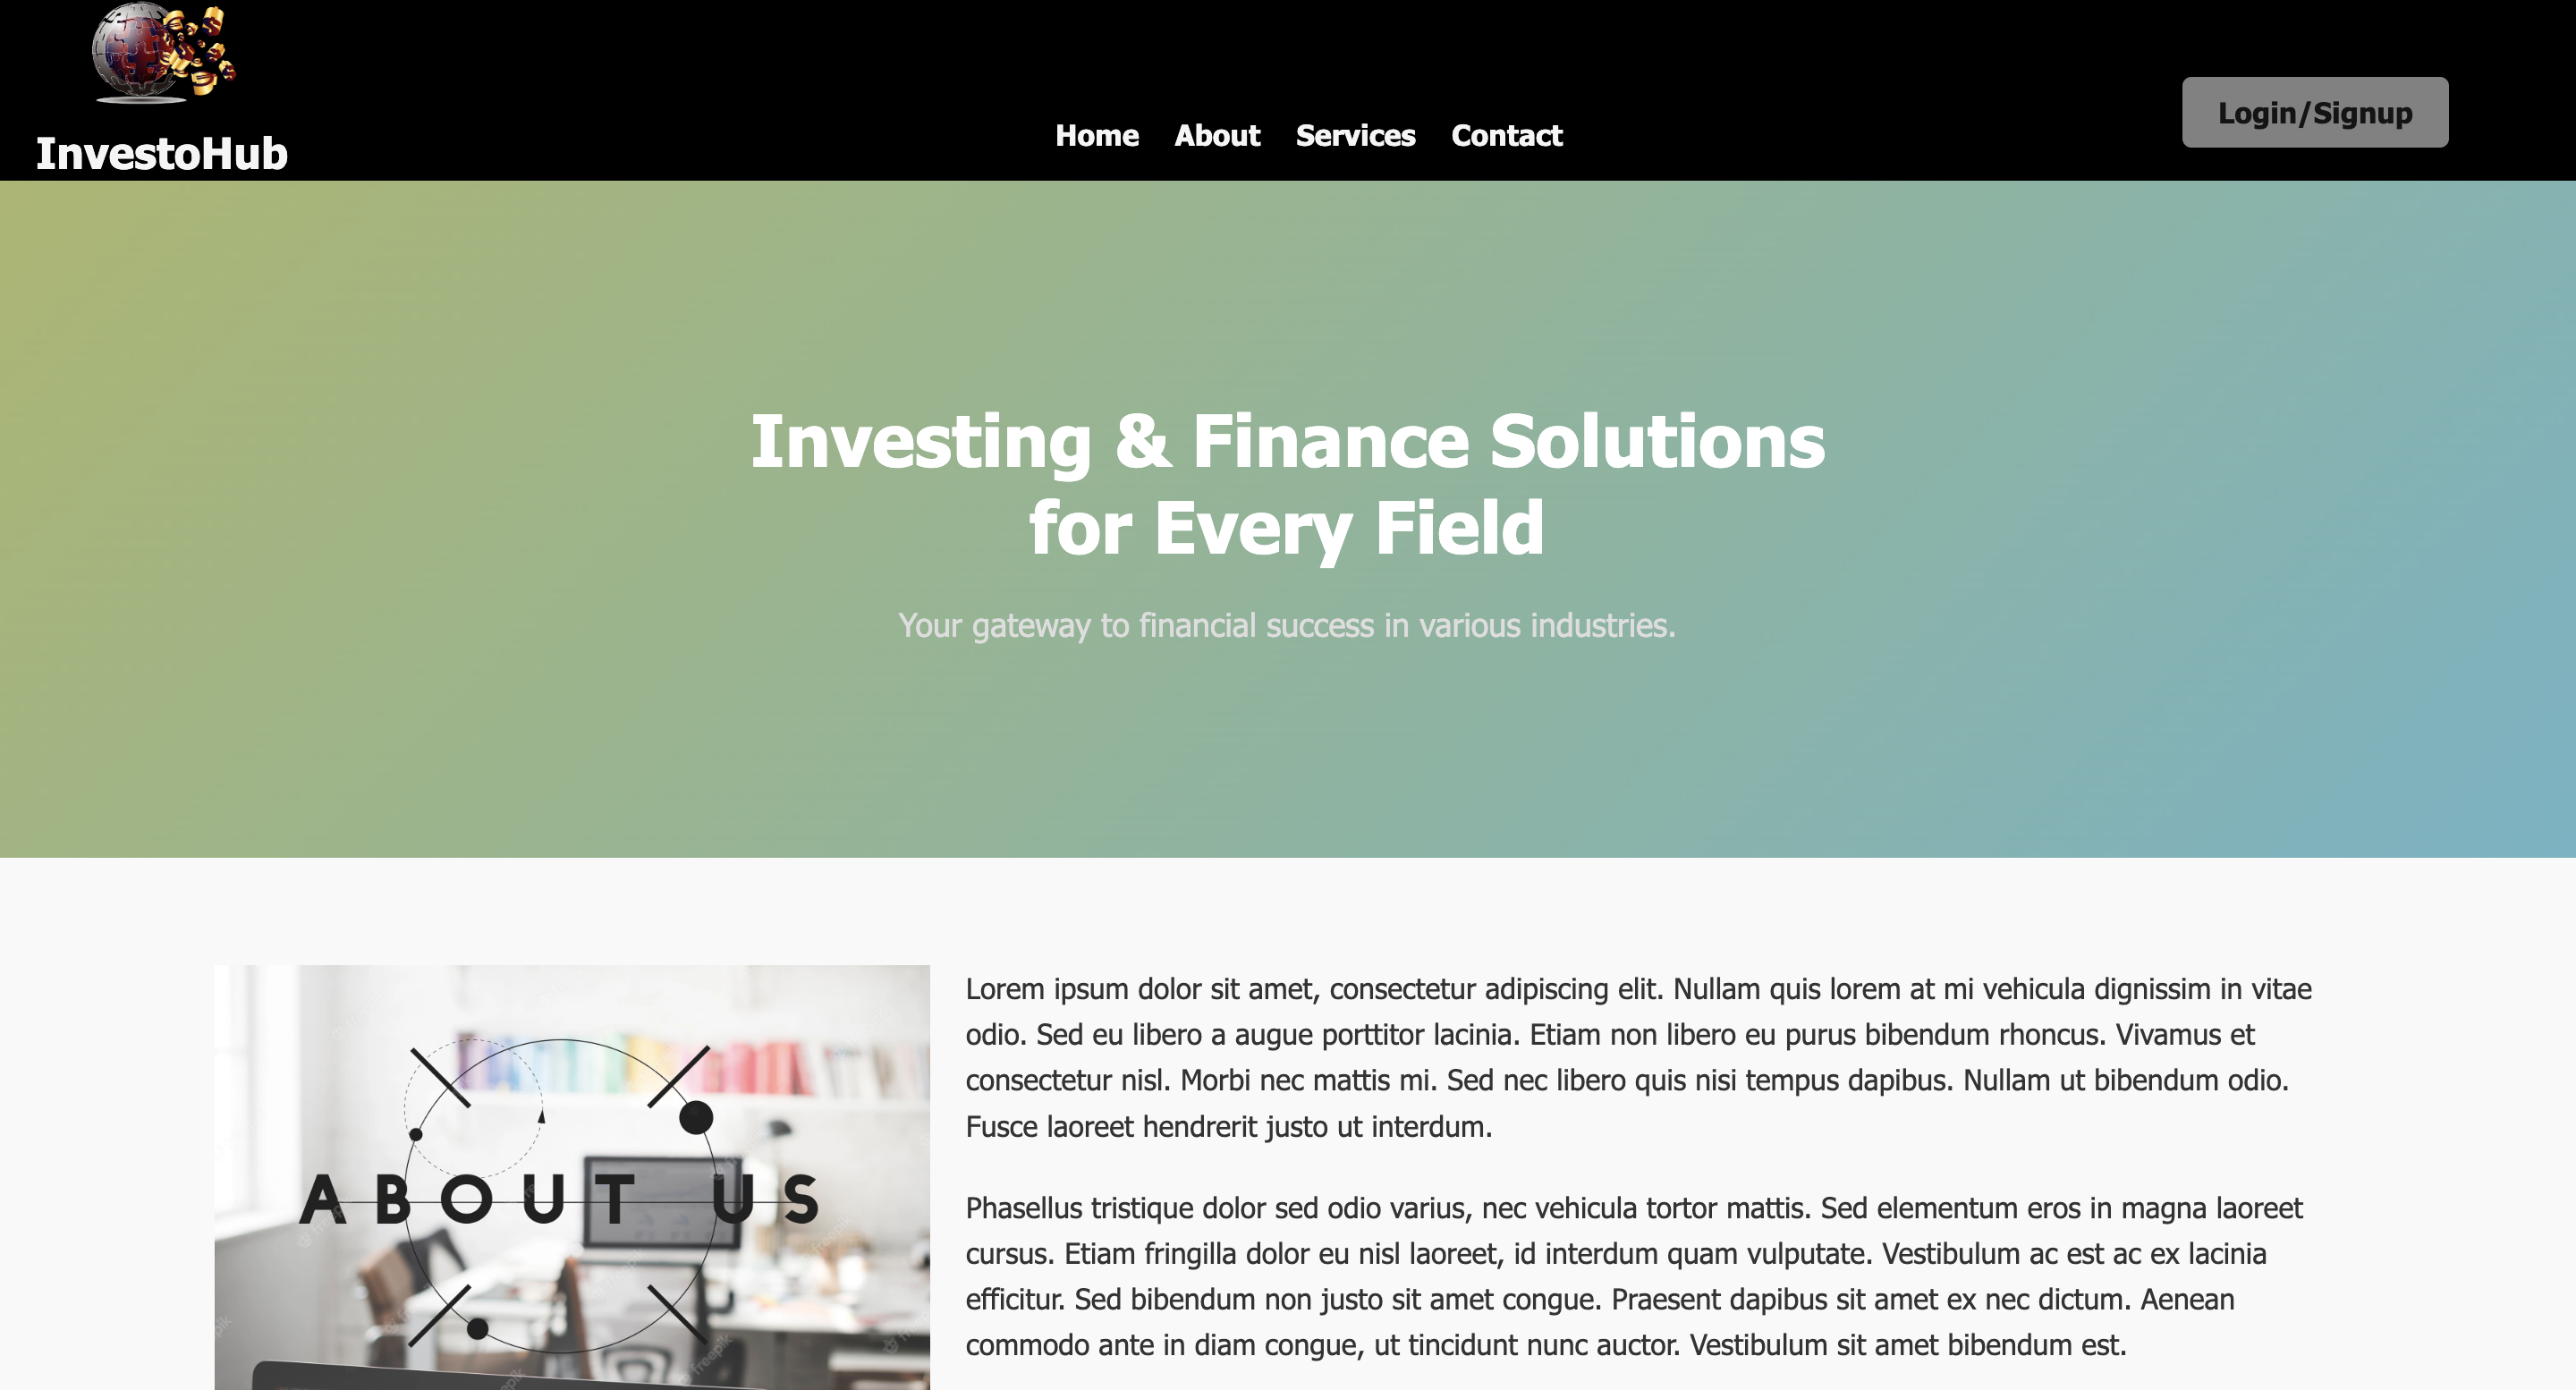 InvestoHub
Home About Services Contact
Login/Signup
Investing & Finance Solutions
for Every Field
Your gateway to financial success in various industries.
ABOUT US
Lorem ipsum dolor sit amet, consectetur adipiscing elit. Nullam quis lorem at mi vehicula dignissim in vitae
odio. Sed eu libero a augue porttitor lacinia. Etiam non libero eu purus bibendum rhoncus. Vivamus et
consectetur nisl. Morbi nec mattis mi. Sed nec libero quis nisi tempus dapibus. Nullam ut bibendum odio.
Fusce laoreet hendrerit justo ut interdum.
Phasellus tristique dolor sed odio varius, nec vehicula tortor mattis. Sed elementum eros in magna laoreet
cursus. Etiam fringilla dolor eu nisl laoreet, id interdum quam vulputate. Vestibulum ac est ac ex lacinia
efficitur. Sed bibendum non justo sit amet congue. Praesent dapibus sit amet ex nec dictum. Aenean
commodo ante in diam congue, ut tincidunt nunc auctor. Vestibulum sit amet bibendum est.